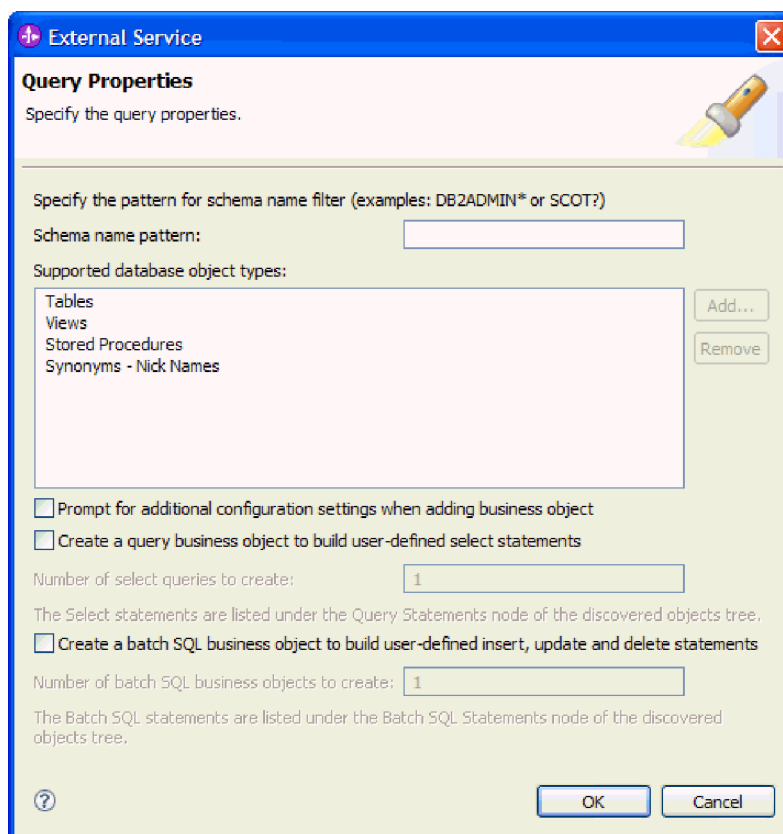 External Service
Query Properties
Specify the query properties.
Specify the pattern for schema name filter (examples: DB2ADMIN* or SCOT?)
Schema name pattern:
Supported database object types:
Tables
Views
Stored Procedures
Synonyms - Nick Names
Add...
Remove
Prompt for additional configuration settings when adding business object
Create a query business object to build user-defined select statements
Number of select queries to create: 1
The Select statements are listed under the Query Statements node of the discovered objects tree.
Create a batch SQL business object to build user-defined insert, update and delete statements
Number of batch SQL business objects to create: 1
The Batch SQL statements are listed under the Batch SQL Statements node of the discovered
objects tree.
?
OK Cancel